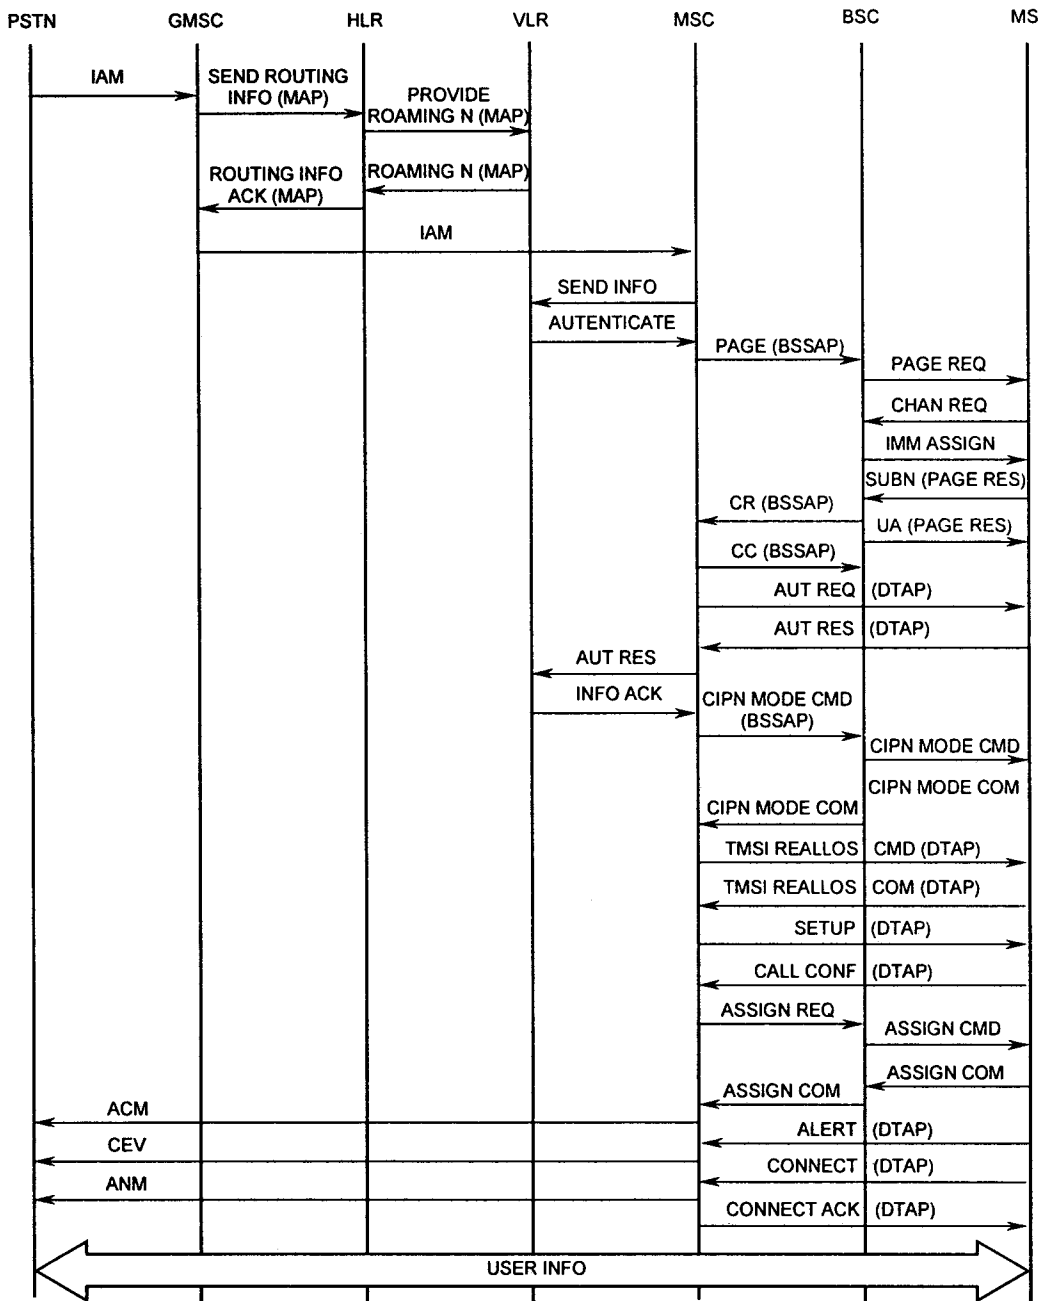 PSTN GMSC HLR VLR MSC BSC MS
IAM
SEND ROUTING
INFO (MAP)
PROVIDE
ROAMING N (MAP)
ROUTING INFO
ACK (MAP)
ROAMING N (MAP)
IAM
SEND INFO
AUTENTICATE
PAGE (BSSAP)
PAGE REQ
CHAN REQ
IMM ASSIGN
SUBN (PAGE RES)
CR (BSSAP)
UA (PAGE RES)
CC (BSSAP)
AUT REQ (DTAP)
AUT RES (DTAP)
AUT RES
INFO ACK
CIPN MODE CMD
(BSSAP)
CIPN MODE CMD
CIPN MODE COM
CIPN MODE COM
TMSI REALLOS CMD (DTAP)
TMSI REALLOS COM (DTAP)
SETUP (DTAP)
CALL CONF (DTAP)
ASSIGN REQ
ASSIGN CMD
ASSIGN COM
ASSIGN COM
ACM
ALERT (DTAP)
CEV
CONNECT (DTAP)
ANM
CONNECT ACK (DTAP)
USER INFO